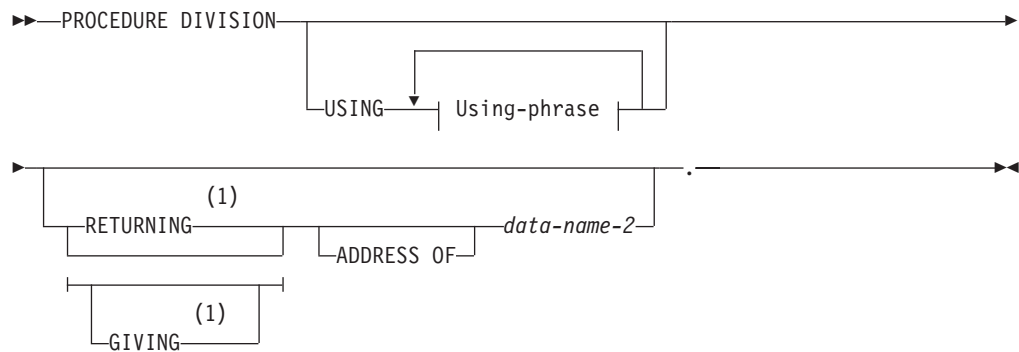 PROCEDURE DIVISION
USING Using-phrase
.
(1)
RETURNING data-name-2
ADDRESS OF
(1)
GIVING